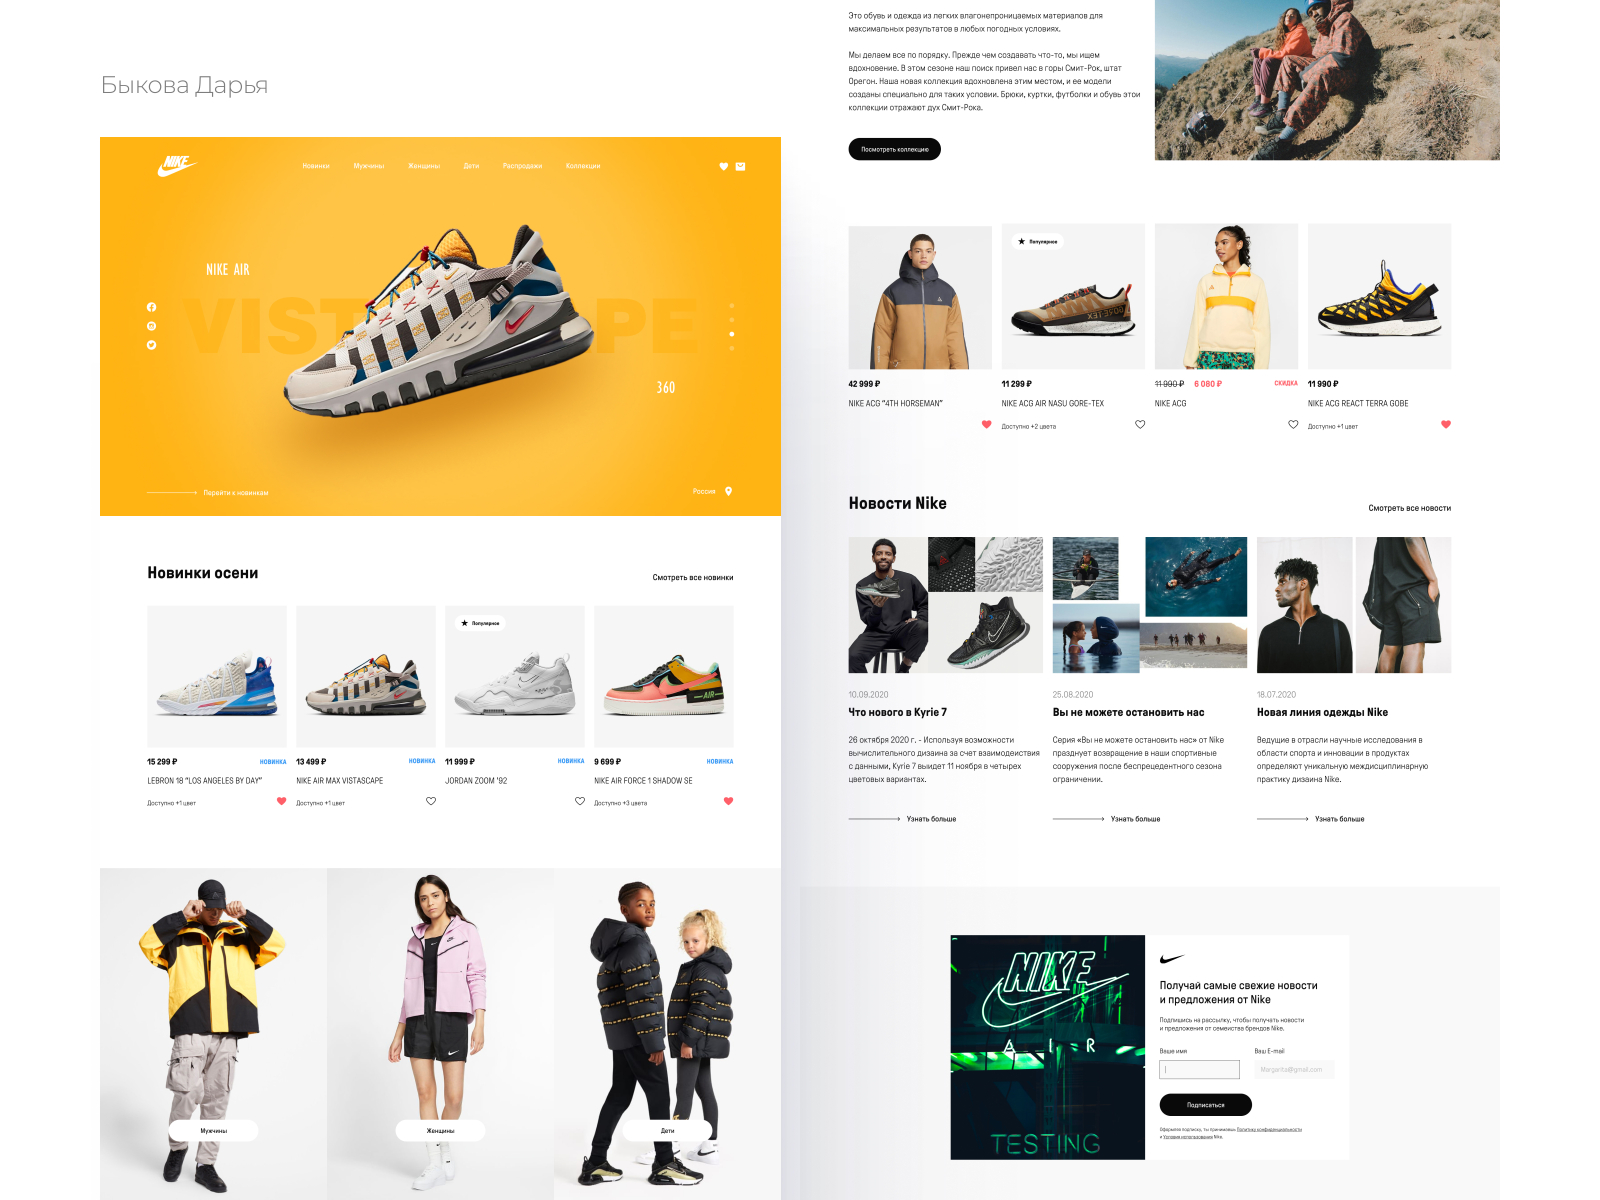 Быкова Дарья
NIKE
Новинки
Мужчины
Женщины
Дети
Распродажи
Коллекции
NIKE AIR
360
Перейти к новинкам
Россия
Новинки осени
Смотреть все новинки
Популярное
15 299 ₽
НОВИНКА
LEBRON 18 "LOS ANGELES BY DAY"
Доступно +1 цвет
13 499 ₽
НОВИНКА
NIKE AIR MAX VISTASCAPE
Доступно +1 цвет
11 999 ₽
НОВИНКА
JORDAN ZOOM '92
9 699 ₽
НОВИНКА
NIKE AIR FORCE 1 SHADOW SE
Доступно +3 цвета
Мужчины
Женщины
Дети
Это обувь и одежда из легких влагонепроницаемых материалов для
максимальных результатов в любых погодных условиях.
Мы делаем все по порядку. Прежде чем создавать что-то, мы ищем
вдохновение. В этом сезоне наш поиск привел нас в горы Смит-Рок, штат
Орегон. Наша новая коллекция вдохновлена этим местом, и ее модели
созданы специально для таких условий. Брюки, куртки, футболки и обувь этой
коллекции отражают дух Смит-Рока.
Посмотреть коллекцию
42 999 ₽
NIKE ACG "4TH HORSEMAN"
Популярное
11 299 ₽
NIKE ACG AIR NASU GORE-TEX
Доступно +2 цвета
11 990 ₽
6 080 ₽
СКИДКА
NIKE ACG
11 990 ₽
NIKE ACG REACT TERRA GOBE
Доступно +1 цвет
Новости Nike
Смотреть все новости
10.09.2020
Что нового в Kyrie 7
26 октября 2020 г. - Используя возможности
вычислительного дизайна за счет взаимодействия
с данными, Kyrie 7 выйдет 11 ноября в четырех
цветовых вариантах.
Узнать больше
25.08.2020
Вы не можете остановить нас
Серия «Вы не можете остановить нас» от Nike
празднует возвращение в наши спортивные
сооружения после беспрецедентного сезона
ограничений.
Узнать больше
18.07.2020
Новая линия одежды Nike
Ведущие в отрасли научные исследования в
области спорта и инновации в продуктах
определяют уникальную междисциплинарную
практику дизайна Nike.
Узнать больше
NIKE
AIR
TESTING
Получай самые свежие новости
и предложения от Nike
Подпишись на рассылку, чтобы получать новости
и предложения от семейства брендов Nike.
Ваше имя
Ваш E-mail
Margarita@gmail.com
Подписаться
Оформляя подписку, ты принимаешь Политику конфиденциальности
и Условия использования Nike.